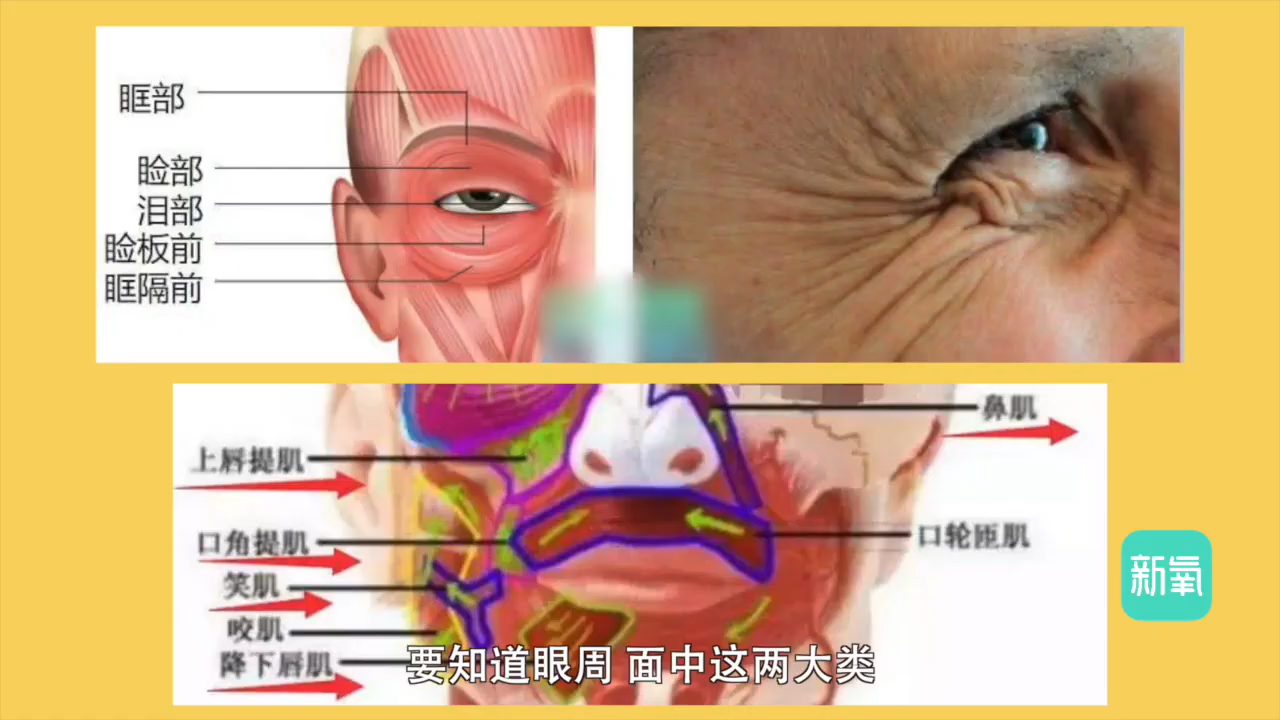 眶部
睑部
泪部
睑板前
眶隔前
上唇提肌
鼻肌
口角提肌
口轮匝肌
笑肌
咬肌
降下唇肌
要知道眼周 面中这两大类
新氧